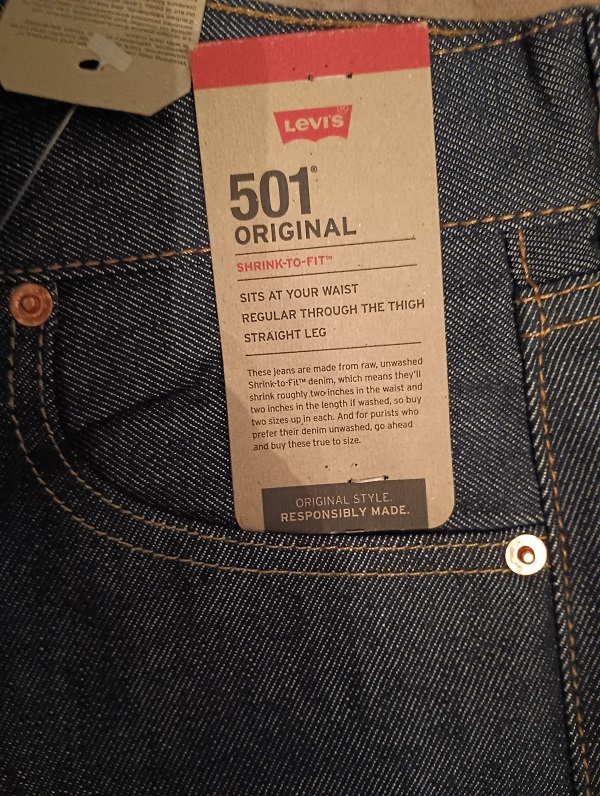 LEVI'S
501®
ORIGINAL
SHRINK-TO-FIT™
SITS AT YOUR WAIST
REGULAR THROUGH THE THIGH
STRAIGHT LEG
These jeans are made from raw, unwashed
Shrink-to-Fit™ denim, which means they'll
shrink roughly two inches in the waist and
two inches in the length if washed, so buy
two sizes up in each. And for purists who
prefer their denim unwashed, go ahead
and buy these true to size.
ORIGINAL STYLE.
RESPONSIBLY MADE.